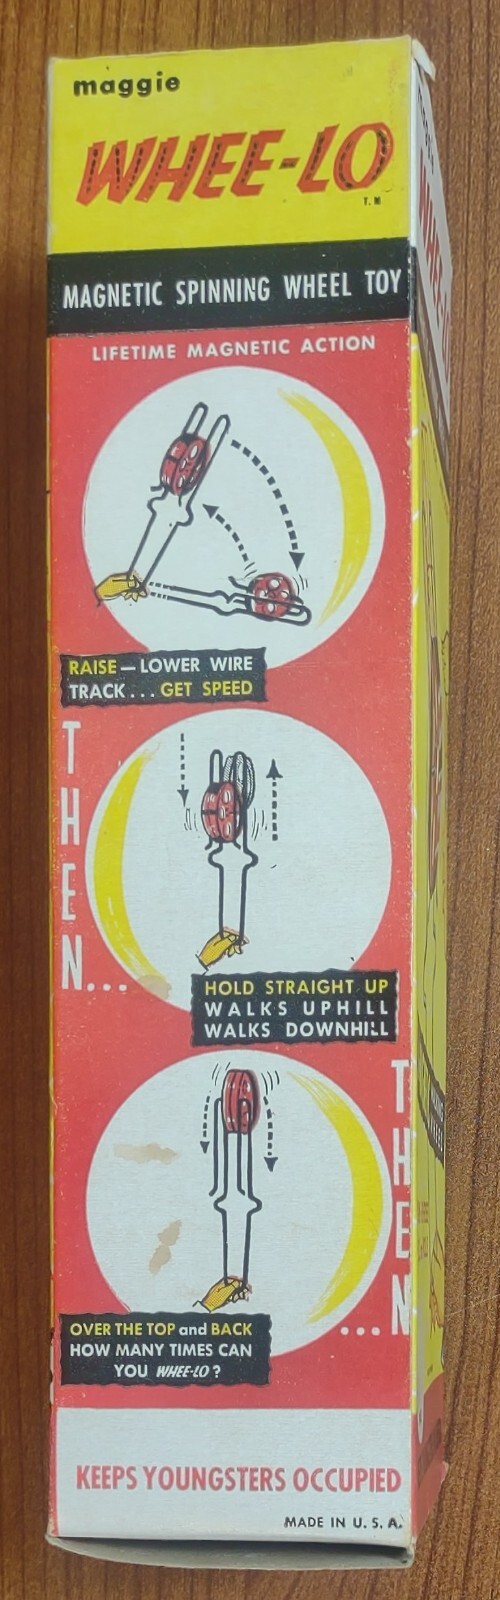 maggie
WHEE-LO
T.M
MAGNETIC SPINNING WHEEL TOY
LIFETIME MAGNETIC ACTION
RAISE — LOWER WIRE
TRACK... GET SPEED
THEN...
HOLD STRAIGHT UP
WALKS UPHILL
WALKS DOWNHILL
THEN
...
OVER THE TOP and BACK
HOW MANY TIMES CAN
YOU WHEE-LO?
KEEPS YOUNGSTERS OCCUPIED
MADE IN U.S.A.